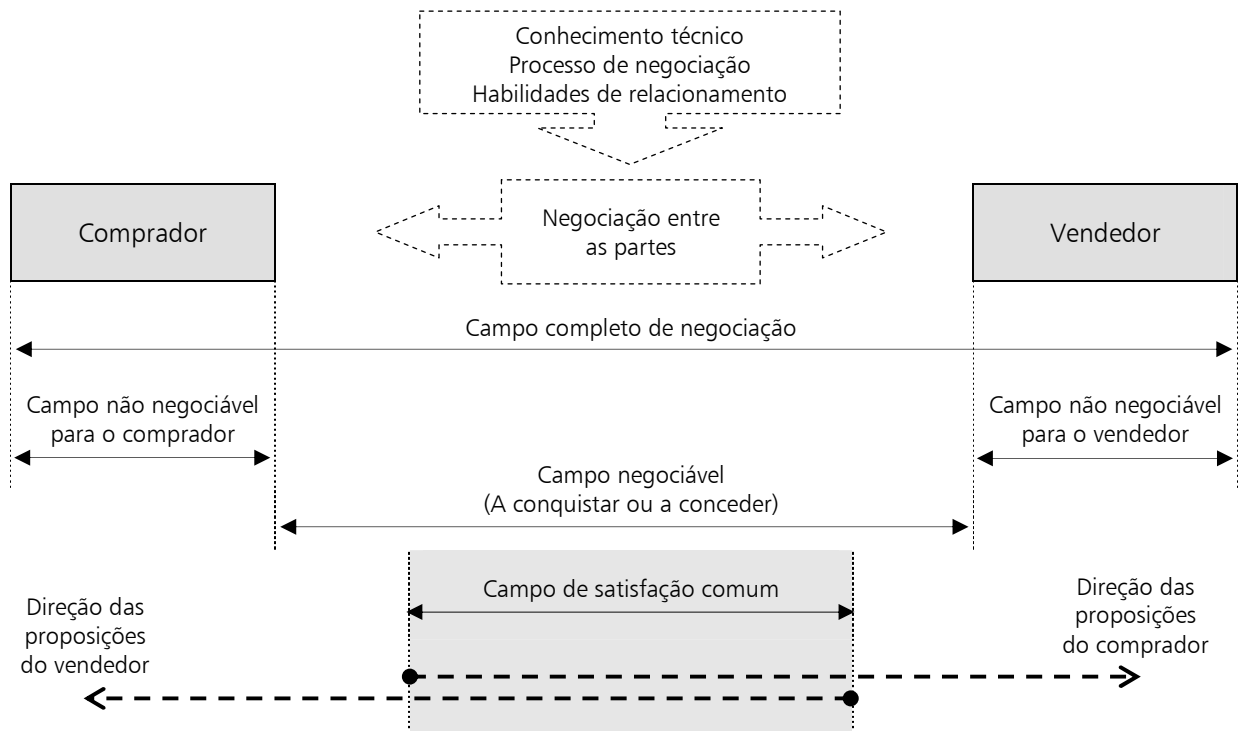 Conhecimento técnico
Processo de negociação
Habilidades de relacionamento
Comprador
Negociação entre
as partes
Vendedor
Campo completo de negociação
Campo não negociável
para o comprador
Campo não negociável
para o vendedor
Campo negociável
(A conquistar ou a conceder)
Campo de satisfação comum
Direção das
proposições
do vendedor
Direção das
proposições
do comprador